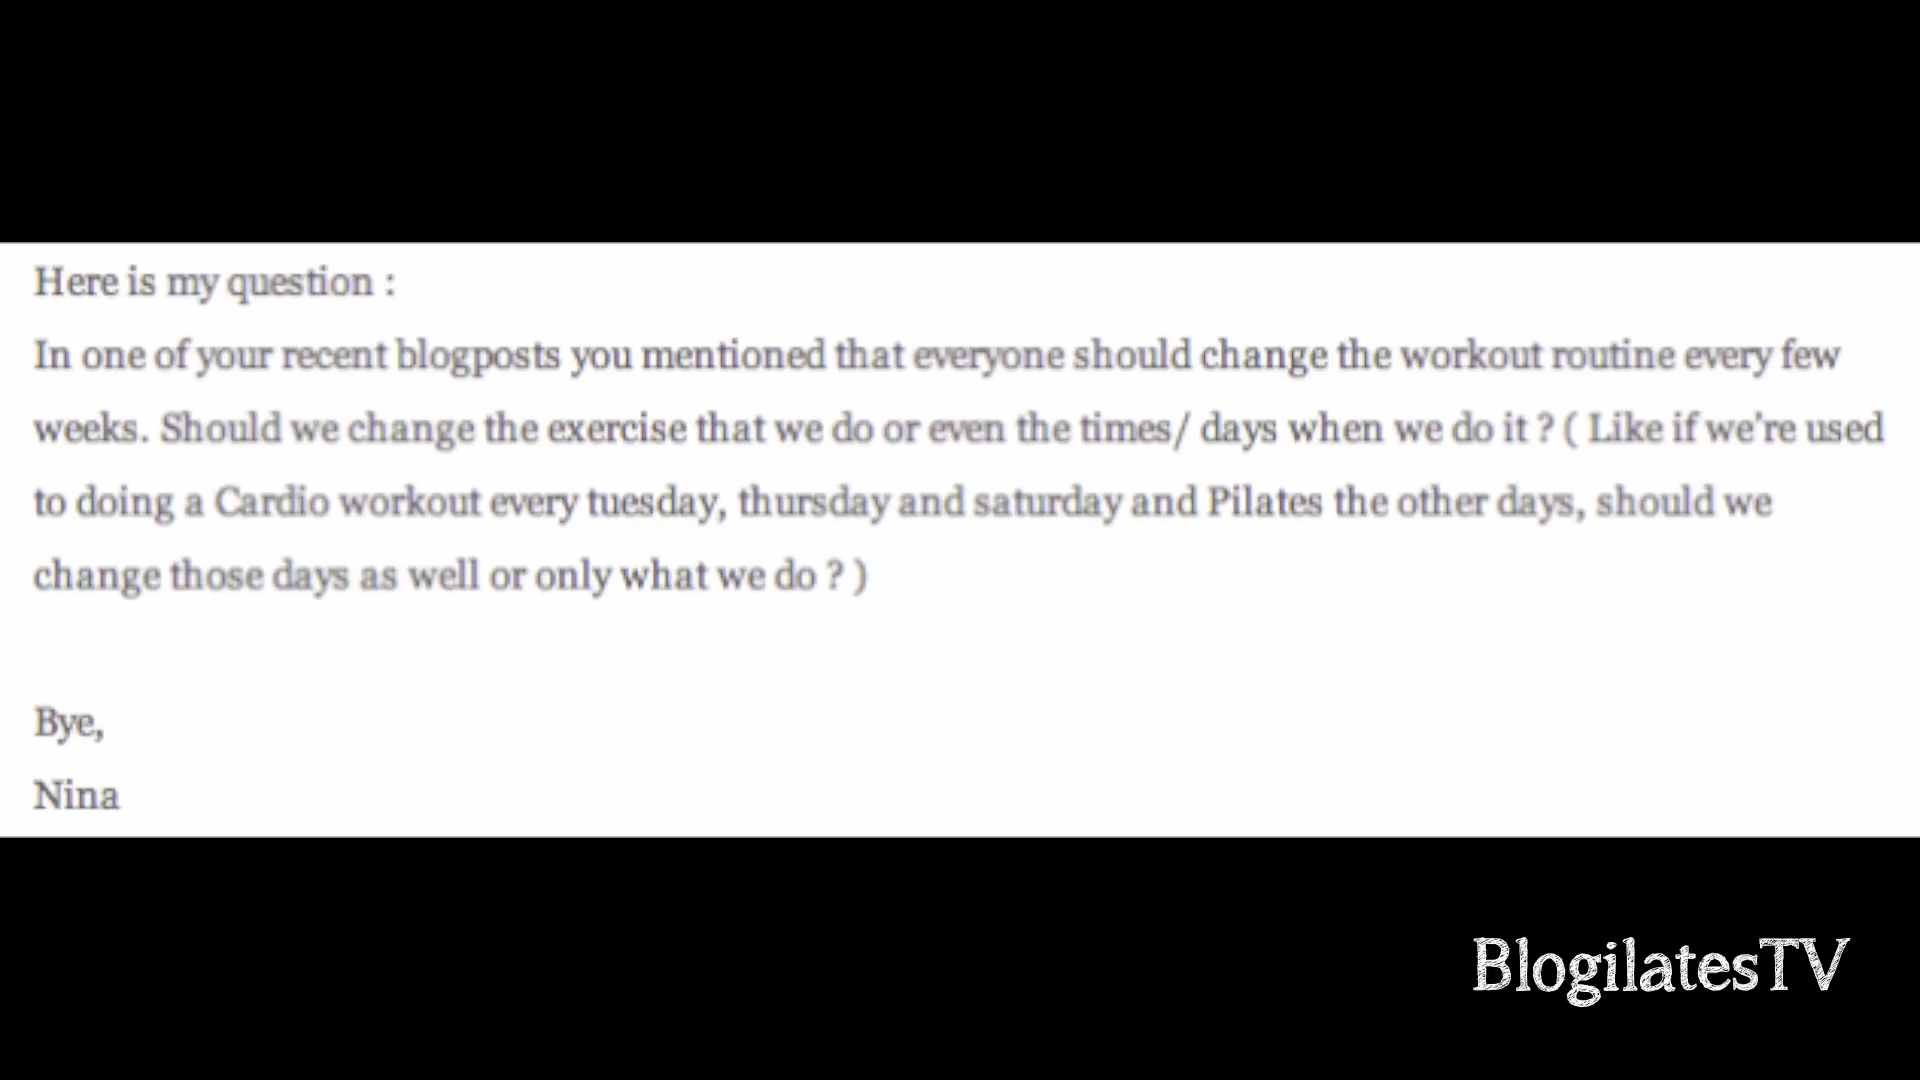 Here is my question :
In one of your recent blogposts you mentioned that everyone should change the workout routine every few
weeks. Should we change the exercise that we do or even the times/ days when we do it ? ( Like if we're used
to doing a Cardio workout every tuesday, thursday and saturday and Pilates the other days, should we
change those days as well or only what we do ? )
Bye,
Nina
BlogilatesTV